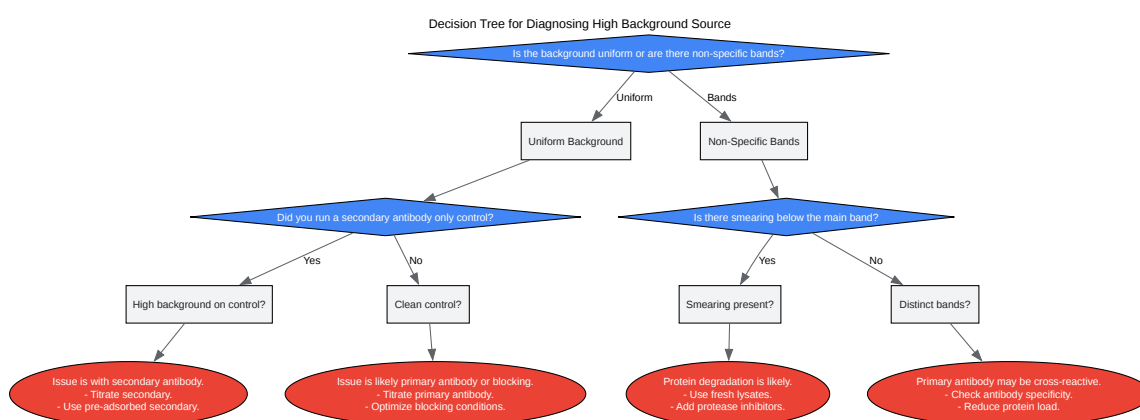 Decision Tree for Diagnosing High Background Source
Is the background uniform or are there non-specific bands?
Uniform
Bands
Uniform Background
Non-Specific Bands
Did you run a secondary antibody only control?
Is there smearing below the main band?
Yes
No
Yes
No
High background on control?
Clean control?
Smearing present?
Distinct bands?
Issue is with secondary antibody.
- Titrate secondary.
- Use pre-adsorbed secondary.
Issue is likely primary antibody or blocking.
- Titrate primary antibody.
- Optimize blocking conditions.
Protein degradation is likely.
- Use fresh lysates.
- Add protease inhibitors.
Primary antibody may be cross-reactive.
- Check antibody specificity.
- Reduce protein load.